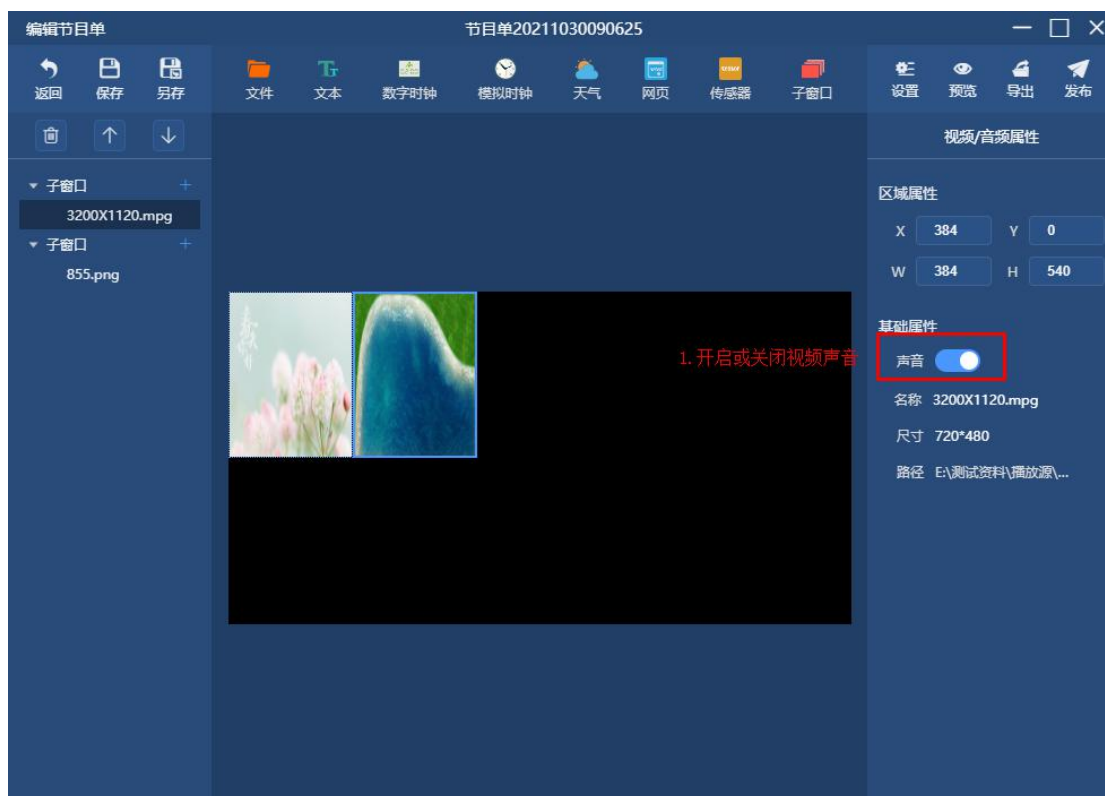 编辑节目单 节目单20211030090625
返回 保存 另存 文件 文本 数字时钟 模拟时钟 天气 网页 传感器 子窗口 设置 预览 导出 发布
视频/音频属性
子窗口
3200X1120.mpg
子窗口
855.png
区域属性
X 384 Y 0
W 384 H 540
基础属性
1. 开启或关闭视频声音
声音
名称 3200X1120.mpg
尺寸 720*480
路径 E:\测试资料\播放源\...